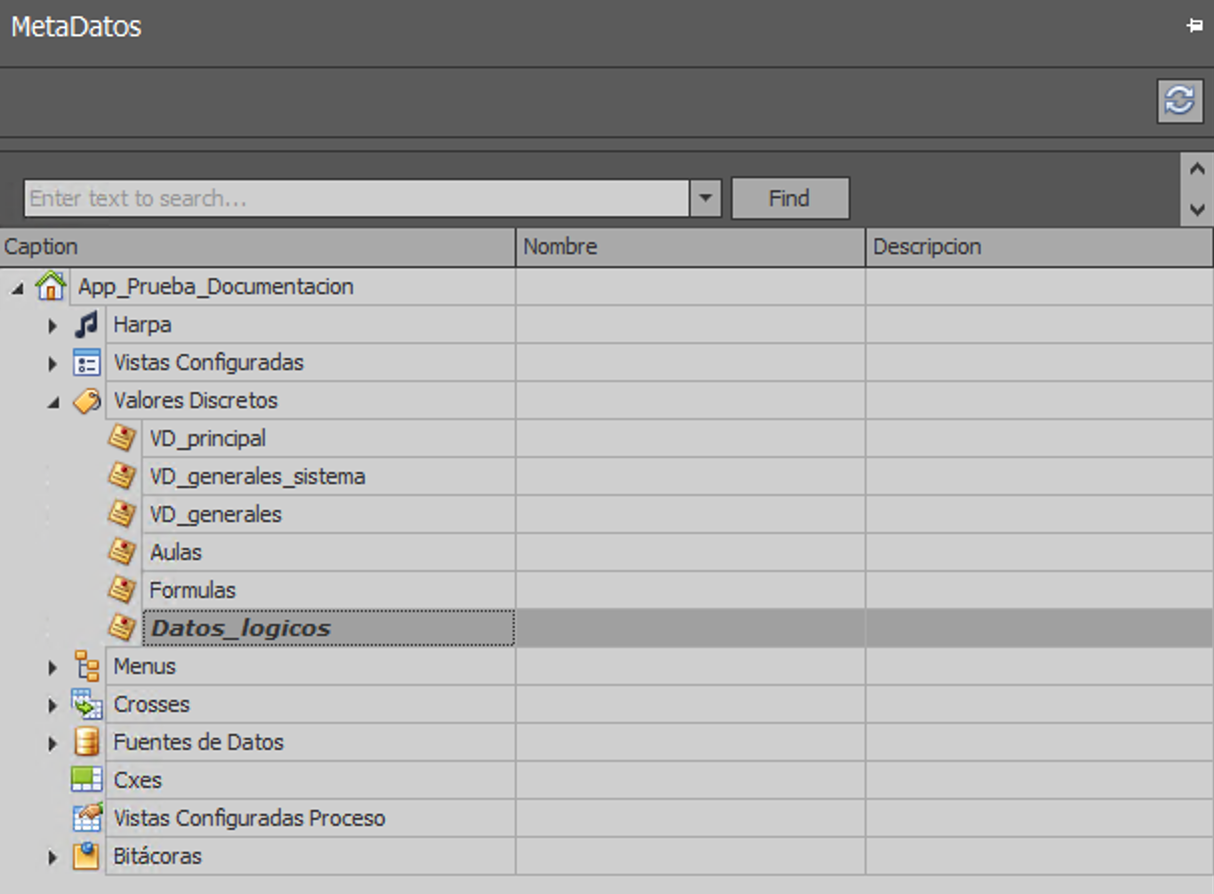 MetaDatos
Enter text to search...
Find
Caption Nombre Descripcion
App_Prueba_Documentacion
Harpa
Vistas Configuradas
Valores Discretos
VD_principal
VD_generales_sistema
VD_generales
Aulas
Formulas
Datos_logicos
Menus
Crosses
Fuentes de Datos
Cxes
Vistas Configuradas Proceso
Bitácoras